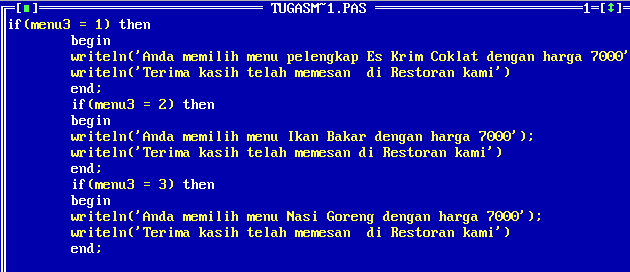 [■] TUGASM~1.PAS 1=[↕]
if(menu3 = 1) then
begin
writeln('Anda memilih menu pelengkap Es Krim Coklat dengan harga 7000'
writeln('Terima kasih telah memesan  di Restoran kami')
end;
if(menu3 = 2) then
begin
writeln('Anda memilih menu Ikan Bakar dengan harga 7000');
writeln('Terima kasih telah memesan di Restoran kami')
end;
if(menu3 = 3) then
begin
writeln('Anda memilih menu Nasi Goreng dengan harga 7000');
writeln('Terima kasih telah memesan  di Restoran kami')
end;